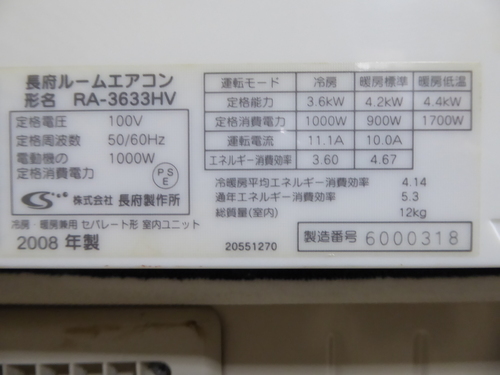 長府ルームエアコン
形名 RA-3633HV
定格電圧 100V
定格周波数 50/60Hz
電動機の 1000W
定格消費電力
PS
E
株式会社 長府製作所
冷房・暖房兼用 セパレート形 室内ユニット
2008 年製
運転モード 冷房 暖房標準 暖房低温
定格能力 3.6kW 4.2kW 4.4kW
定格消費電力 1000W 900W 1700W
運転電流 11.1A 10.0A
エネルギー消費効率 3.60 4.67
冷暖房平均エネルギー消費効率 4.14
通年エネルギー消費効率 5.3
総質量(室内) 12kg
20551270
製造番号 6000318